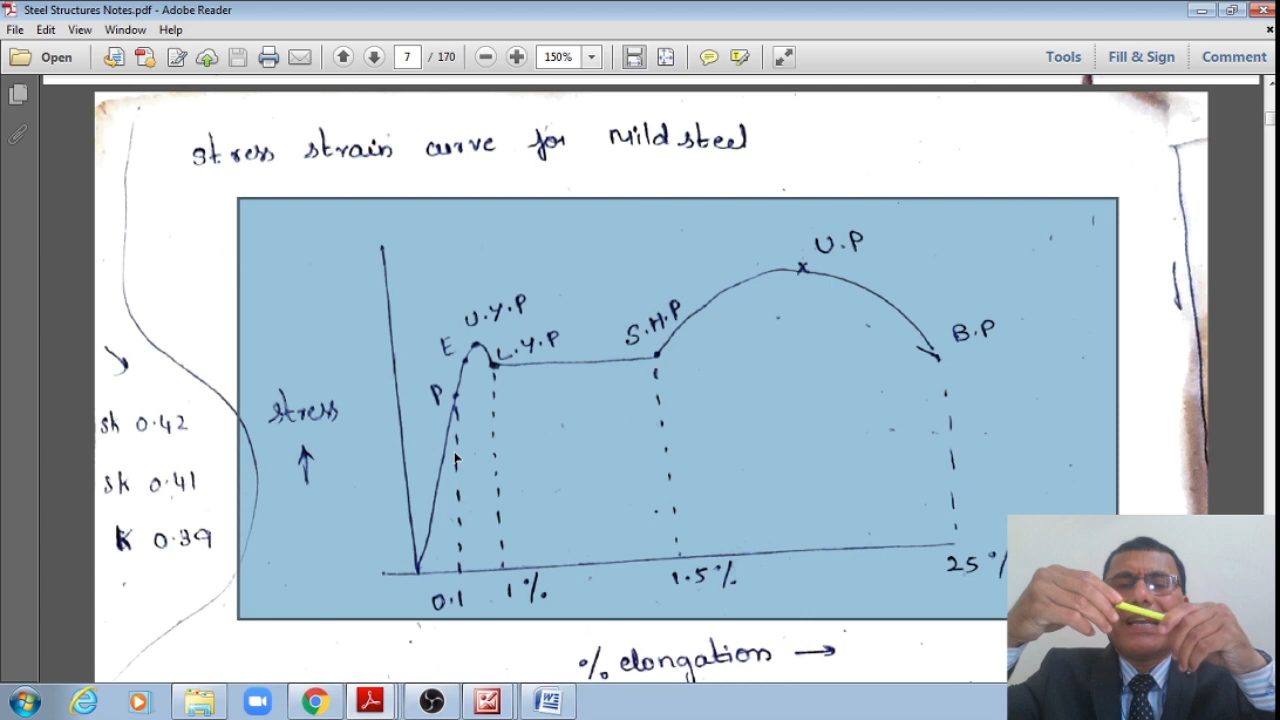 Steel Structures Notes.pdf - Adobe Reader
File Edit View Window Help
Open 7 / 170 150% Tools Fill & Sign Comment
stress strain curve for mild steel
U.P
U.Y.P
S.H.P
B.P
E
L.Y.P
P
stress
sk 0.42
sk 0.41
k 0.39
0.1 1% 1.5% 25%
% elongation